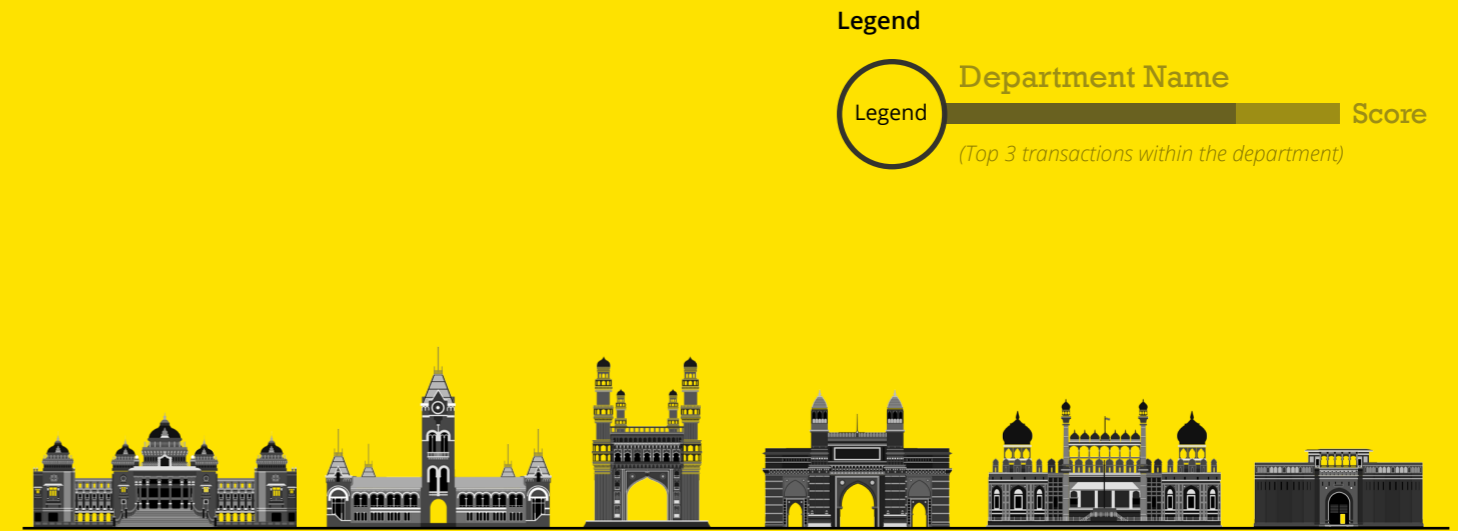 Legend
Department Name
Legend
Score
(Top 3 transactions within the department)